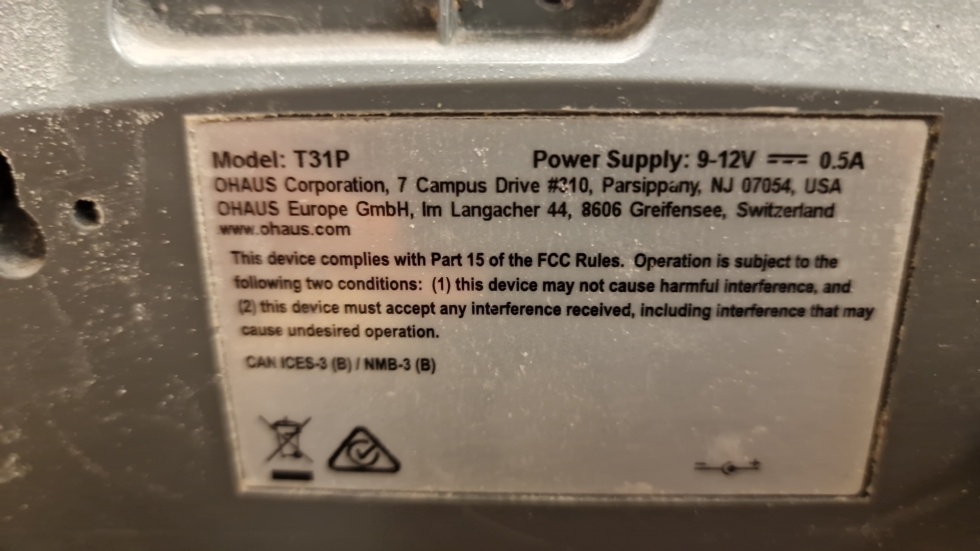 Model: T31P
Power Supply: 9-12V ⎓ 0.5A
OHAUS Corporation, 7 Campus Drive #310, Parsippany, NJ 07054, USA
OHAUS Europe GmbH, Im Langacher 44, 8606 Greifensee, Switzerland
www.ohaus.com
This device complies with Part 15 of the FCC Rules. Operation is subject to the
following two conditions: (1) this device may not cause harmful interference, and
(2) this device must accept any interference received, including interference that may
cause undesired operation.
CAN ICES-3 (B) / NMB-3 (B)